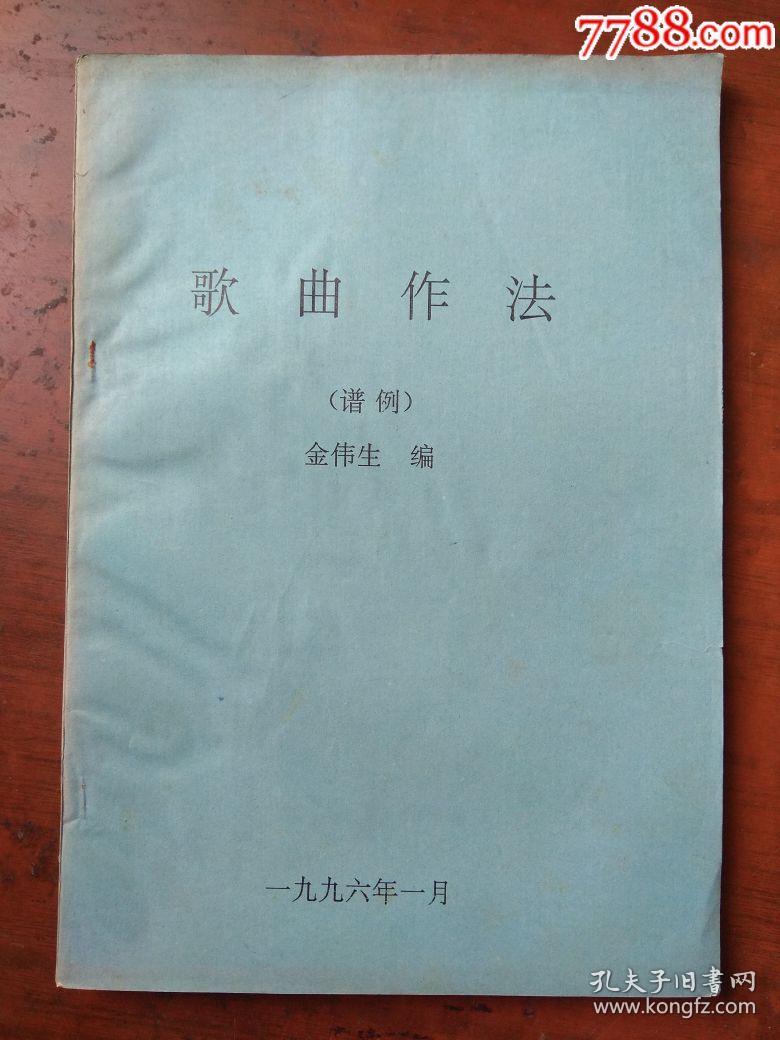 7788.com
歌曲作法
（谱例）
金伟生 编
一九九六年一月
孔夫子旧書网
www.kongfz.com